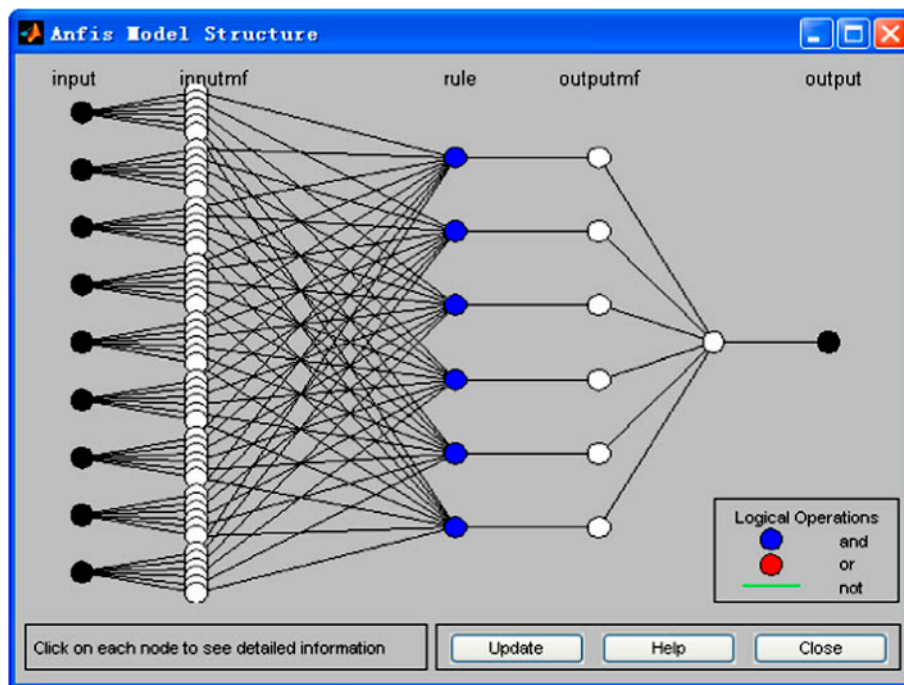 Anfis Model Structure
input inputmf rule outputmf output
Logical Operations
and
or
not
Click on each node to see detailed information
Update Help Close